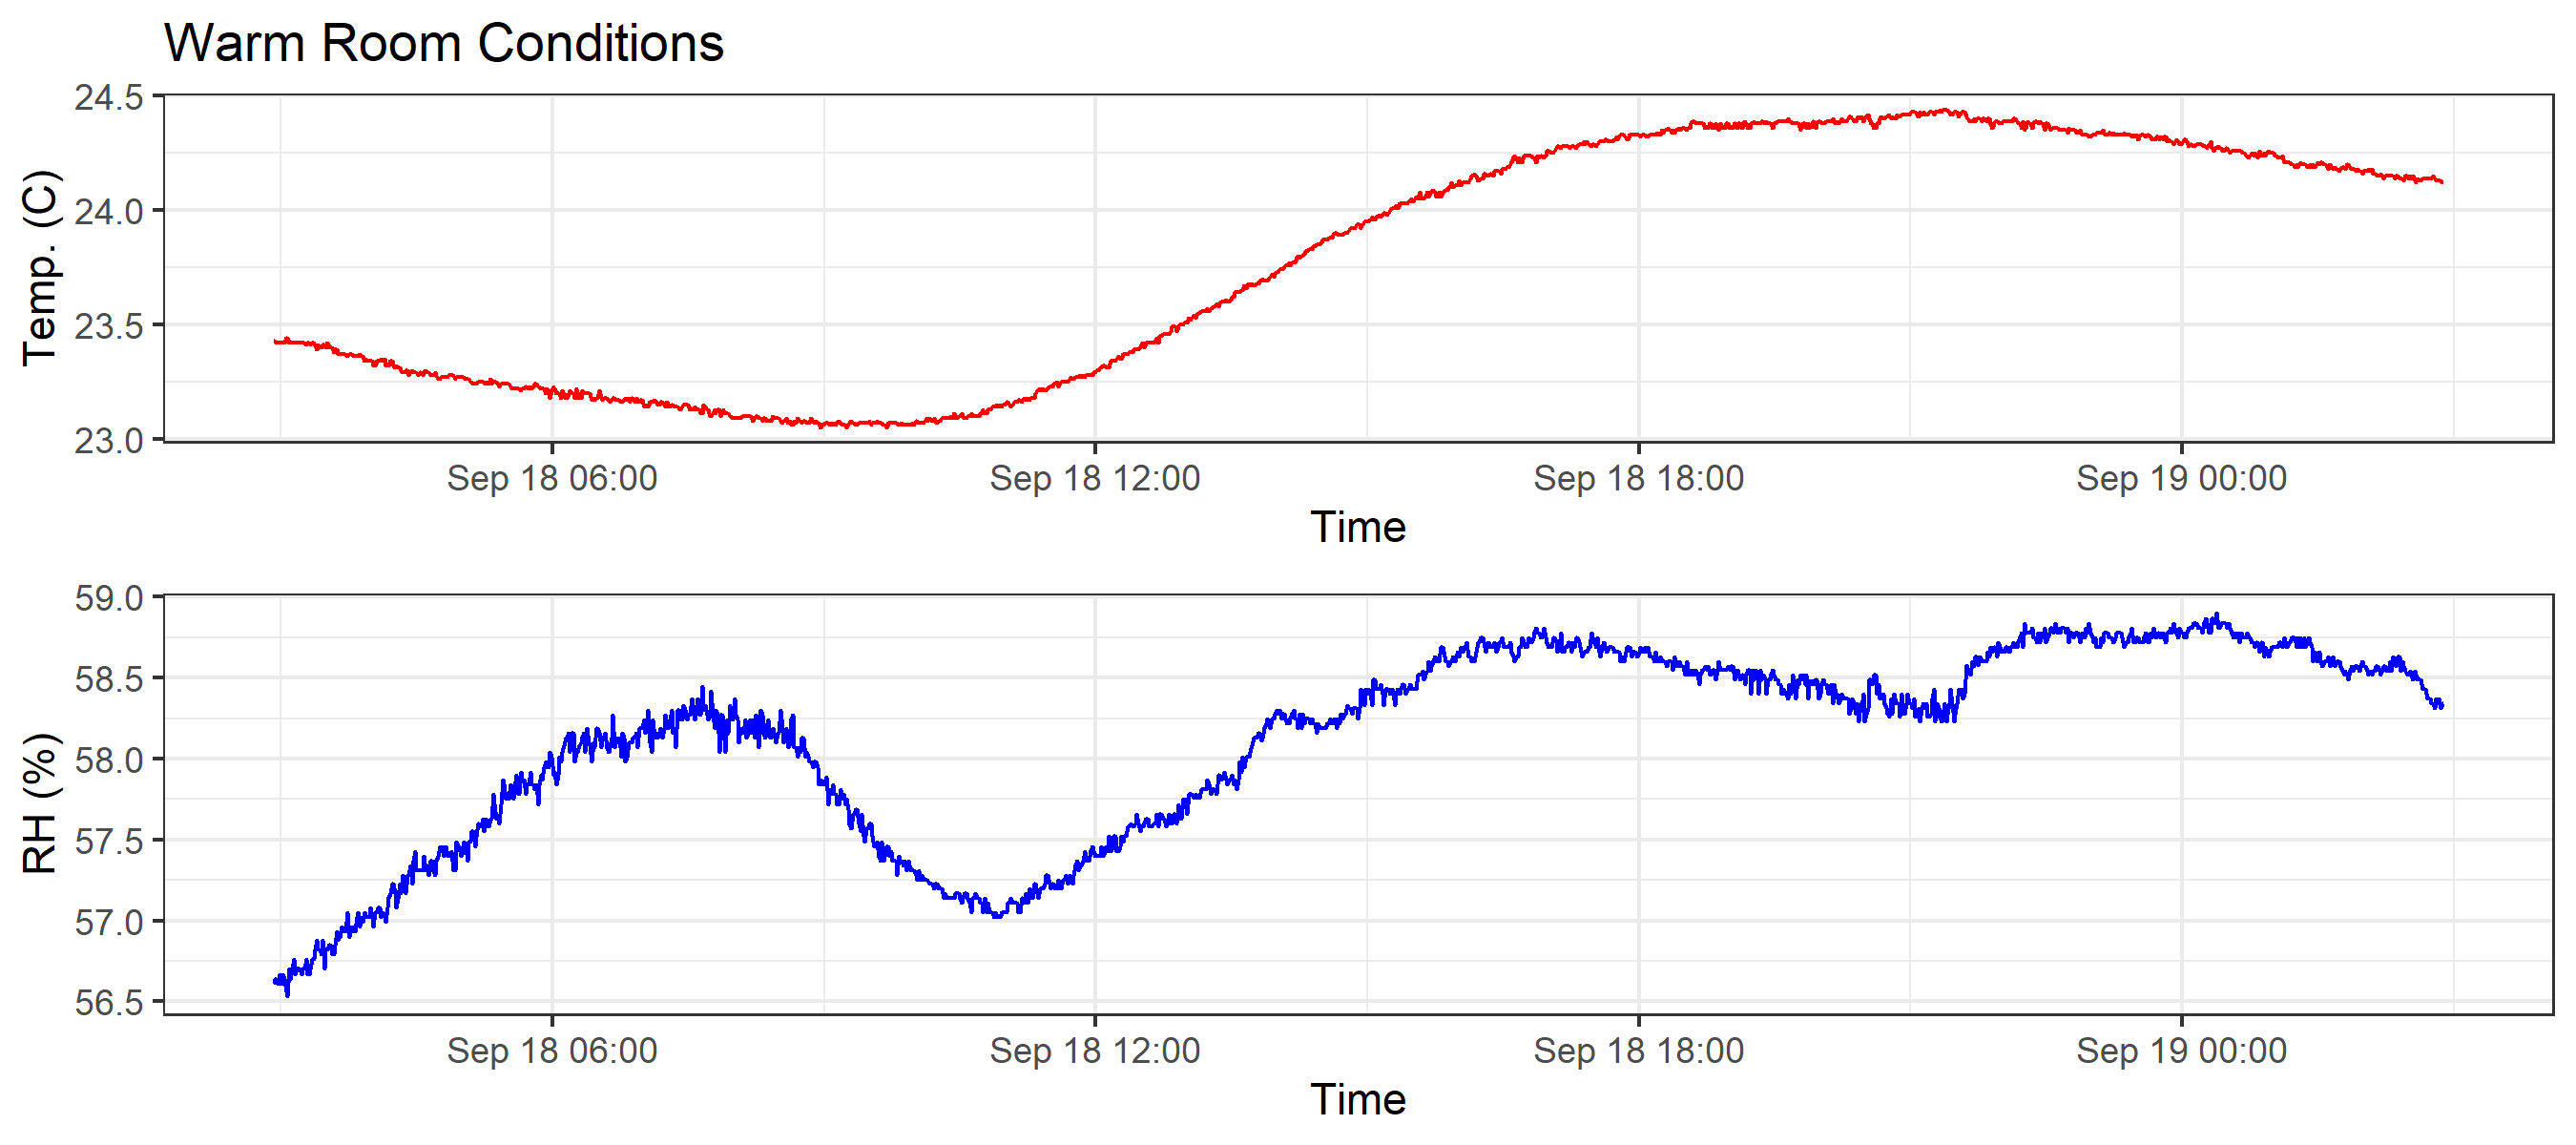 Warm Room Conditions
24.5
24.0
23.5
23.0
Temp. (C)
Sep 18 06:00 Sep 18 12:00 Sep 18 18:00 Sep 19 00:00
Time
59.0
58.5
58.0
57.5
57.0
56.5
RH (%)
Sep 18 06:00 Sep 18 12:00 Sep 18 18:00 Sep 19 00:00
Time